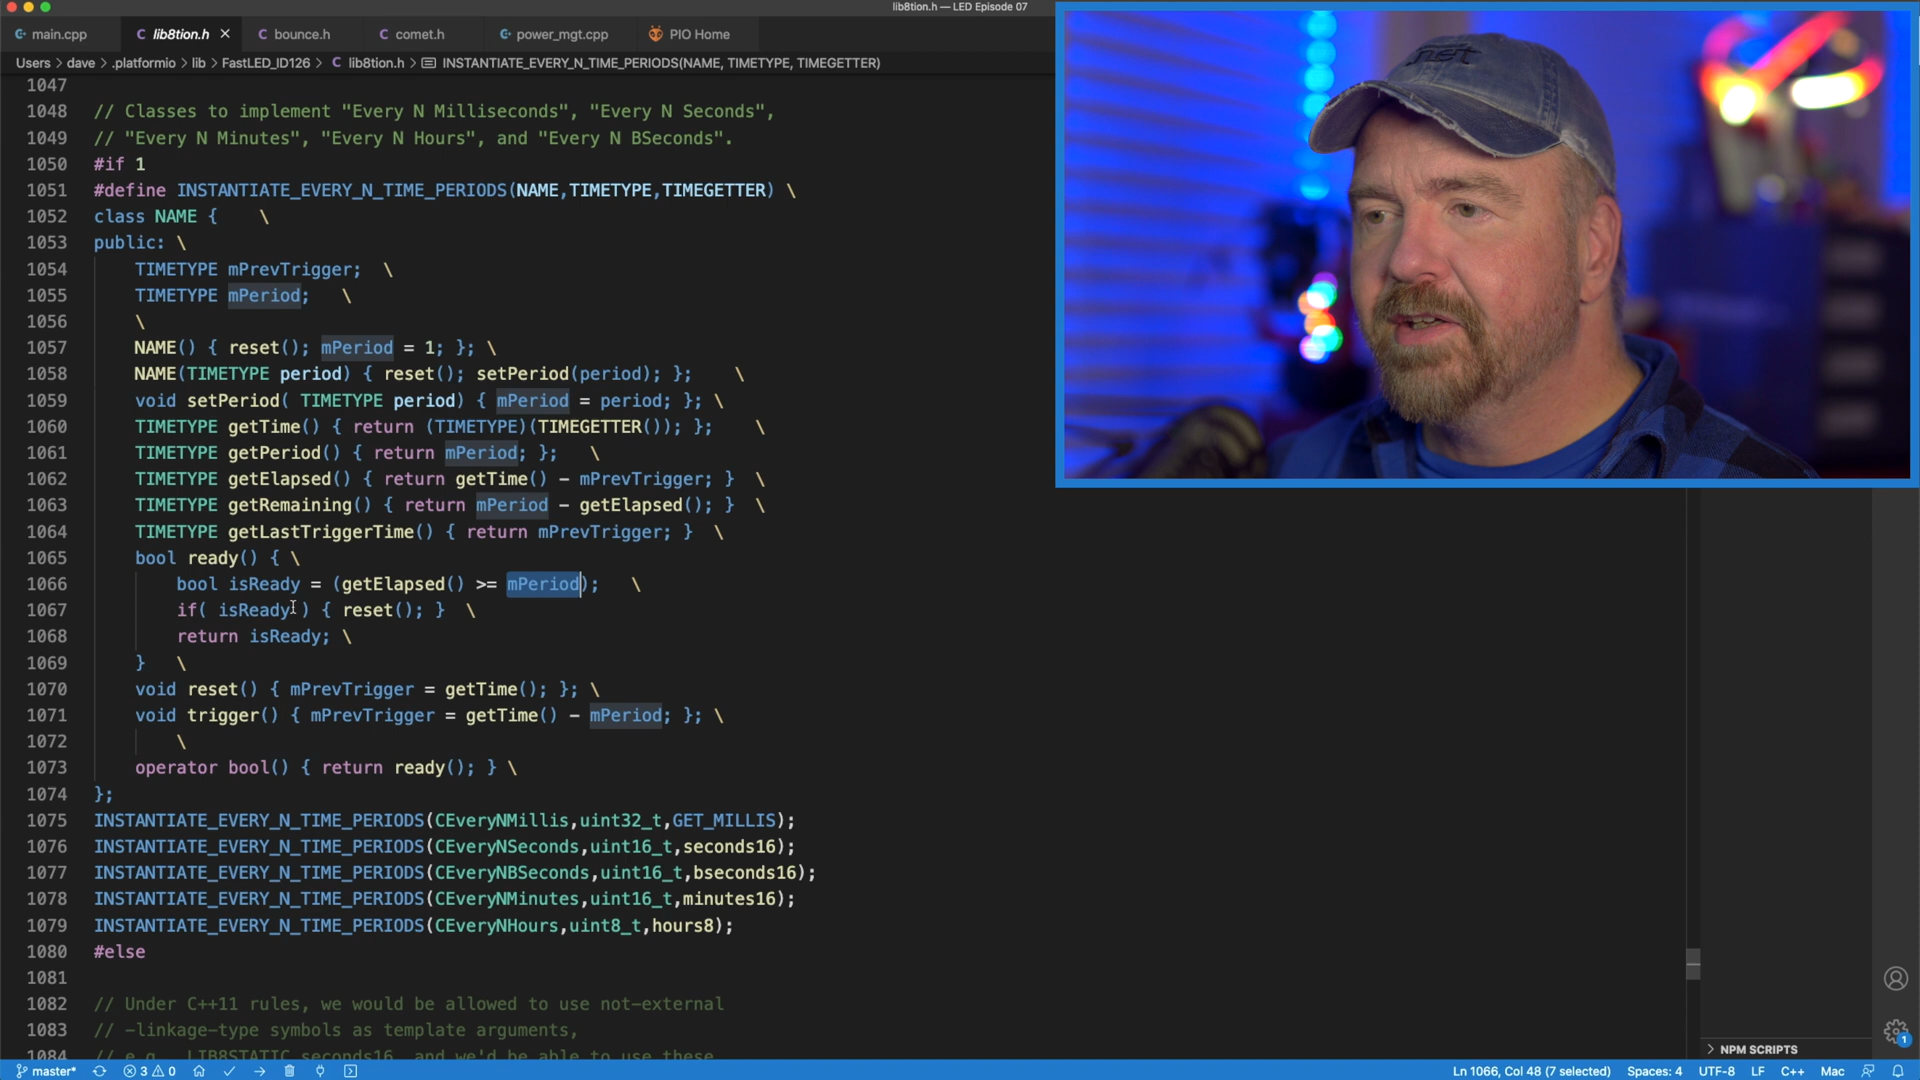 lib8tion.h — LED Episode 07
main.cpp lib8tion.h bounce.h comet.h power_mgt.cpp PIO Home
Users > dave > .platformio > lib > FastLED_ID126 > lib8tion.h > INSTANTIATE_EVERY_N_TIME_PERIODS(NAME, TIMETYPE, TIMEGETTER)
1047
1048 // Classes to implement "Every N Milliseconds", "Every N Seconds",
1049 // "Every N Minutes", "Every N Hours", and "Every N BSeconds".
1050 #if 1
1051 #define INSTANTIATE_EVERY_N_TIME_PERIODS(NAME,TIMETYPE,TIMEGETTER) \
1052 class NAME { \
1053 public: \
1054 TIMETYPE mPrevTrigger; \
1055 TIMETYPE mPeriod; \
1056 \
1057 NAME() { reset(); mPeriod = 1; }; \
1058 NAME(TIMETYPE period) { reset(); setPeriod(period); }; \
1059 void setPeriod( TIMETYPE period) { mPeriod = period; }; \
1060 TIMETYPE getTime() { return (TIMETYPE)(TIMEGETTER()); }; \
1061 TIMETYPE getPeriod() { return mPeriod; }; \
1062 TIMETYPE getElapsed() { return getTime() - mPrevTrigger; } \
1063 TIMETYPE getRemaining() { return mPeriod - getElapsed(); } \
1064 TIMETYPE getLastTriggerTime() { return mPrevTrigger; } \
1065 bool ready() { \
1066 bool isReady = (getElapsed() >= mPeriod); \
1067 if( isReady ) { reset(); } \
1068 return isReady; \
1069 } \
1070 void reset() { mPrevTrigger = getTime(); }; \
1071 void trigger() { mPrevTrigger = getTime() - mPeriod; }; \
1072 \
1073 operator bool() { return ready(); } \
1074 };
1075 INSTANTIATE_EVERY_N_TIME_PERIODS(CEveryNMillis,uint32_t,GET_MILLIS);
1076 INSTANTIATE_EVERY_N_TIME_PERIODS(CEveryNSeconds,uint16_t,seconds16);
1077 INSTANTIATE_EVERY_N_TIME_PERIODS(CEveryNBSeconds,uint16_t,bseconds16);
1078 INSTANTIATE_EVERY_N_TIME_PERIODS(CEveryNMinutes,uint16_t,minutes16);
1079 INSTANTIATE_EVERY_N_TIME_PERIODS(CEveryNHours,uint8_t,hours8);
1080 #else
1081
1082 // Under C++11 rules, we would be allowed to use not-external
1083 // -linkage-type symbols as template arguments,
1084 // e.g., LIB8STATIC seconds16, and we'd be able to use these
NPM SCRIPTS
1
master* 3 0 Ln 1066, Col 48 (7 selected) Spaces: 4 UTF-8 LF C++ Mac